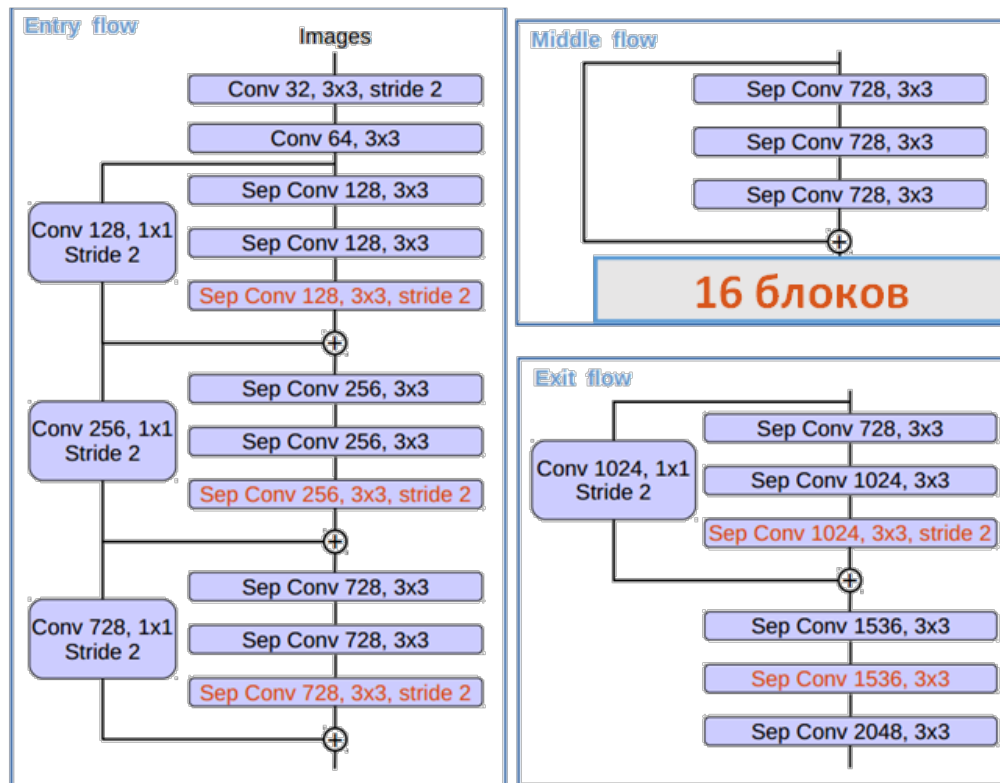 Entry flow
Images
Conv 32, 3x3, stride 2
Conv 64, 3x3
Sep Conv 128, 3x3
Conv 128, 1x1
Stride 2
Sep Conv 128, 3x3
Sep Conv 128, 3x3, stride 2
Sep Conv 256, 3x3
Conv 256, 1x1
Stride 2
Sep Conv 256, 3x3
Sep Conv 256, 3x3, stride 2
Sep Conv 728, 3x3
Conv 728, 1x1
Stride 2
Sep Conv 728, 3x3
Sep Conv 728, 3x3, stride 2
Middle flow
Sep Conv 728, 3x3
Sep Conv 728, 3x3
Sep Conv 728, 3x3
16 блоков
Exit flow
Sep Conv 728, 3x3
Conv 1024, 1x1
Stride 2
Sep Conv 1024, 3x3
Sep Conv 1024, 3x3, stride 2
Sep Conv 1536, 3x3
Sep Conv 1536, 3x3
Sep Conv 2048, 3x3